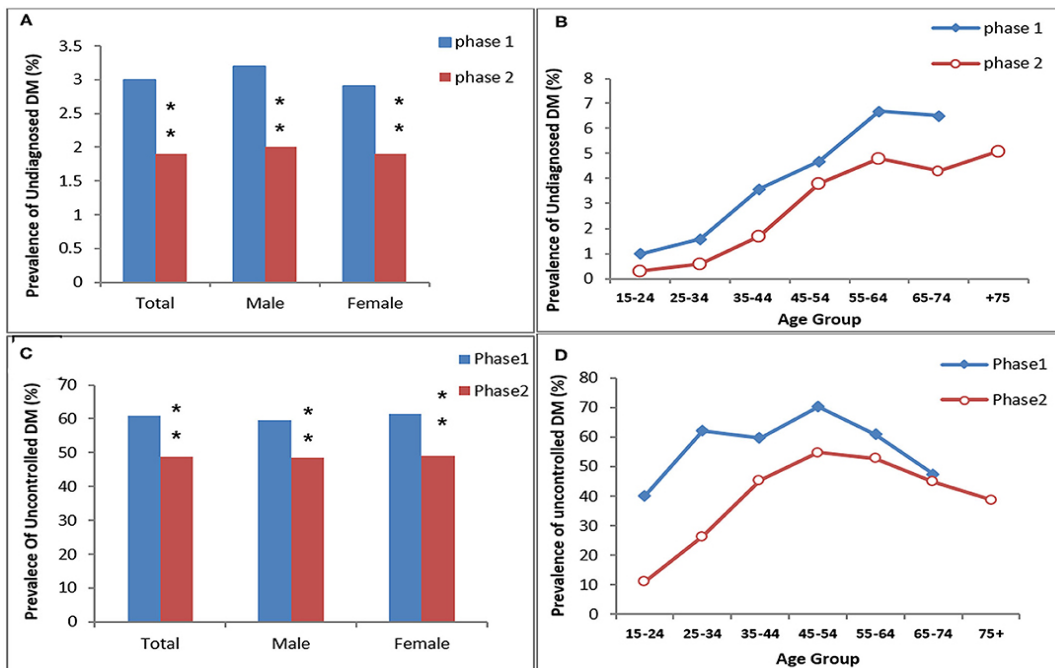 A
phase 1
phase 2
Prevalence of Undiagnosed DM (%)
3.5
3
2.5
2
1.5
1
0.5
0
* * *
* * *
Total Male Female
B
phase 1
phase 2
Prevalence of Undiagnosed DM (%)
8
7
6
5
4
3
2
1
0
15-24 25-34 35-44 45-54 55-64 65-74 +75
Age Group
C
Phase1
Phase2
Prevalece Of Uncontrolled DM (%)
70
60
50
40
30
20
10
0
* * *
* * *
Total Male Female
D
Phase1
Phase2
Prevalence of uncontrolled DM (%)
80
70
60
50
40
30
20
10
0
15-24 25-34 35-44 45-54 55-64 65-74 75+
Age Group